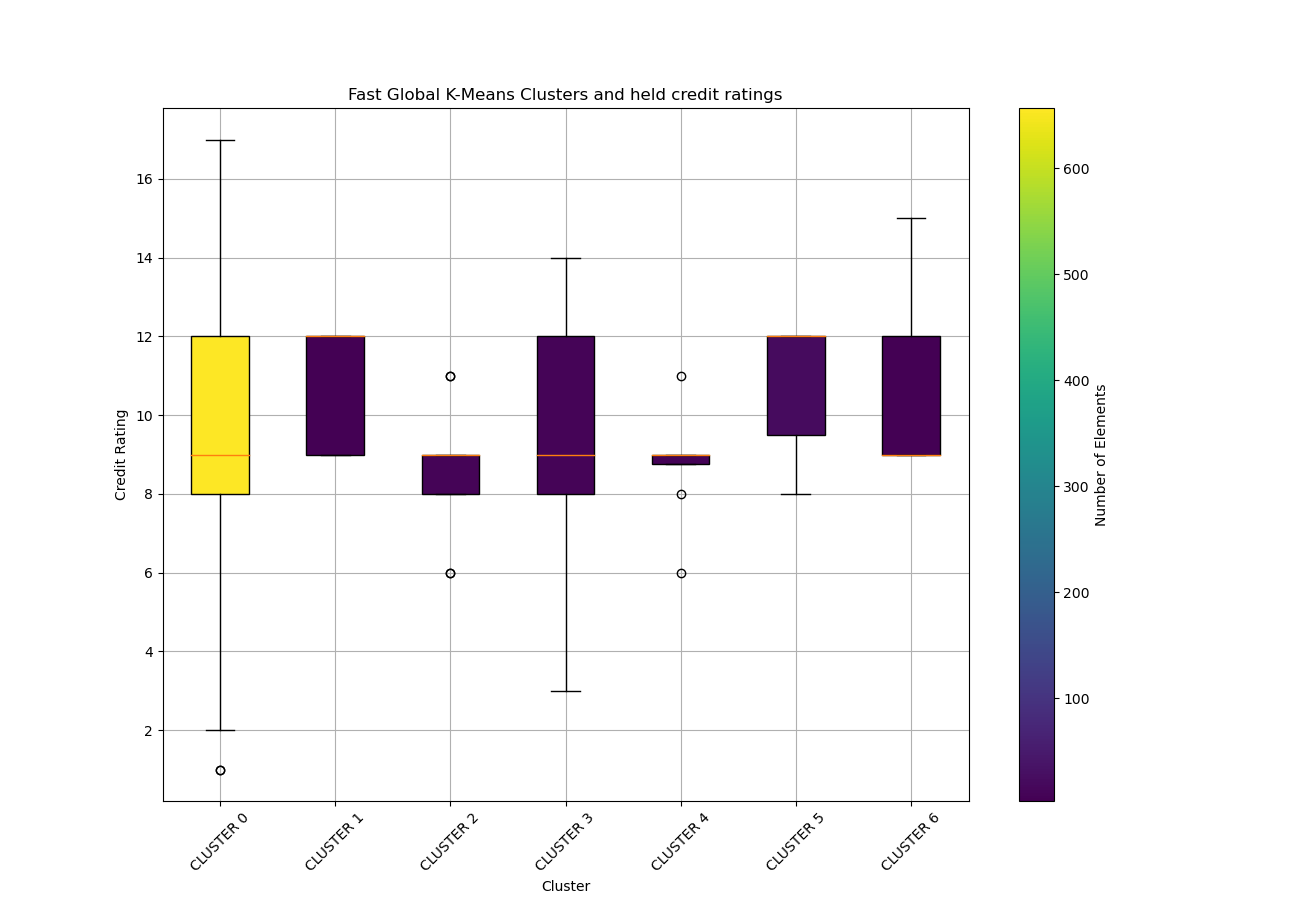 Fast Global K-Means Clusters and held credit ratings
16
14
12
10
8
6
4
2
Credit Rating
CLUSTER 0
CLUSTER 1
CLUSTER 2
CLUSTER 3
CLUSTER 4
CLUSTER 5
CLUSTER 6
Cluster
600
500
400
300
200
100
Number of Elements